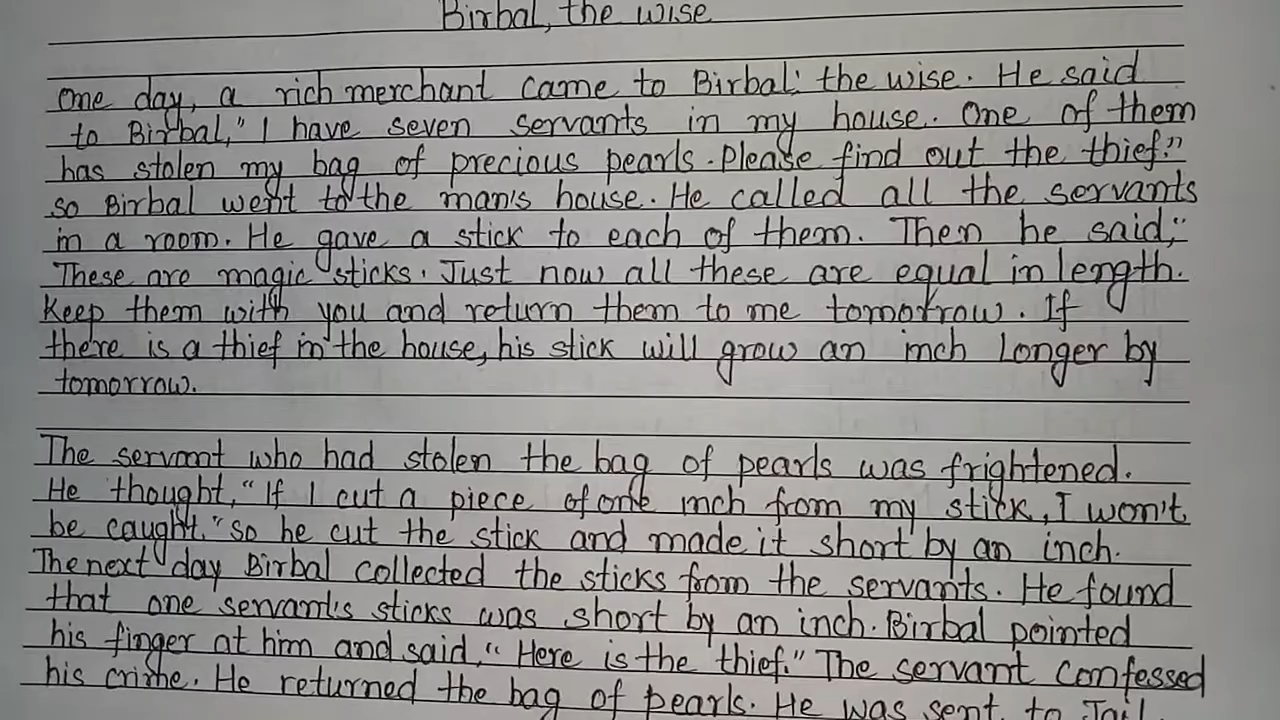 Birbal, the wise
One day, a rich merchant came to Birbal: the wise. He said
to Birbal," I have seven servants in my house. One of them
has stolen my bag of precious pearls. Please find out the thief."
so Birbal went to the man's house. He called all the servants
in a room. He gave a stick to each of them. Then he said,"
These are magic sticks. Just now all these are equal in length.
Keep them with you and return them to me tomorrow. If
there is a thief in the house, his stick will grow an inch longer by
tomorrow.
The servant who had stolen the bag of pearls was frightened.
He thought, "If I cut a piece of one inch from my stick, I won't
be caught." so he cut the stick and made it short by an inch.
The next day Birbal collected the sticks from the servants. He found
that one servant's sticks was short by an inch. Birbal pointed
his finger at him and said, "Here is the thief." The servant confessed
his crime. He returned the bag of pearls. He was sent to Jail.